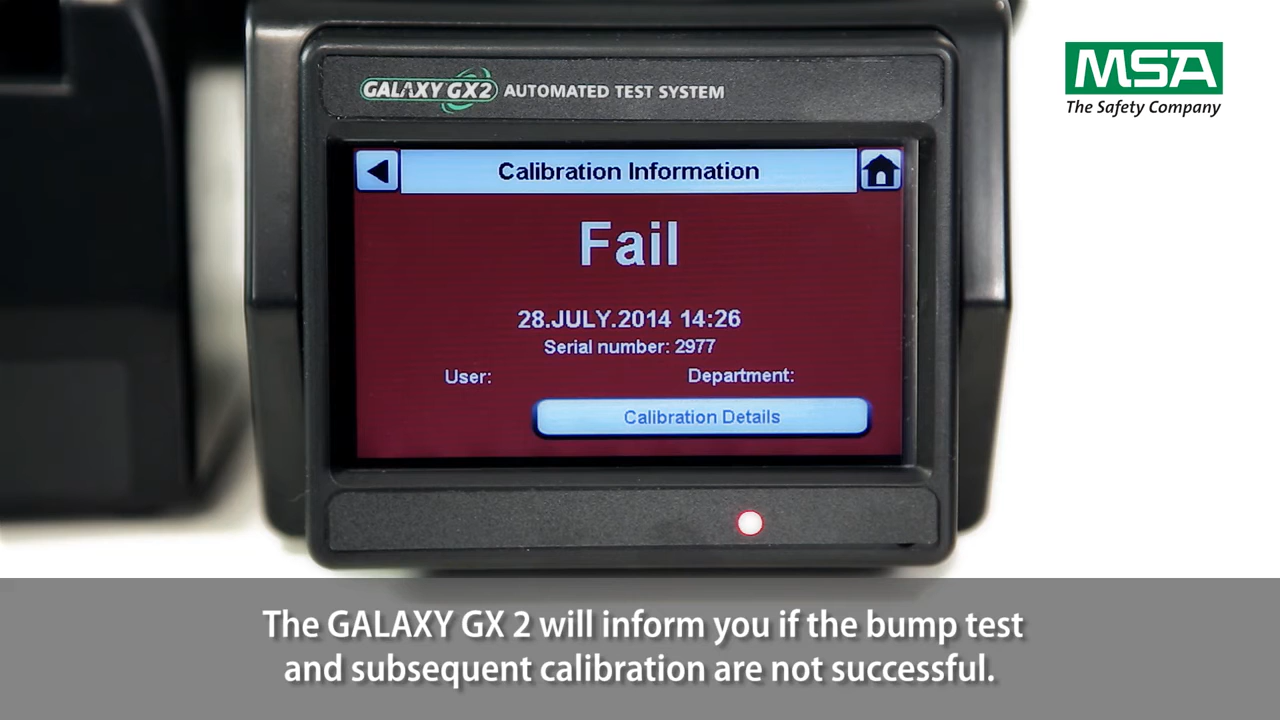 GALAXY GX2 AUTOMATED TEST SYSTEM
MSA
The Safety Company
Calibration Information
Fail
28.JULY.2014 14:26
Serial number: 2977
User: Department:
Calibration Details
The GALAXY GX 2 will inform you if the bump test
and subsequent calibration are not successful.